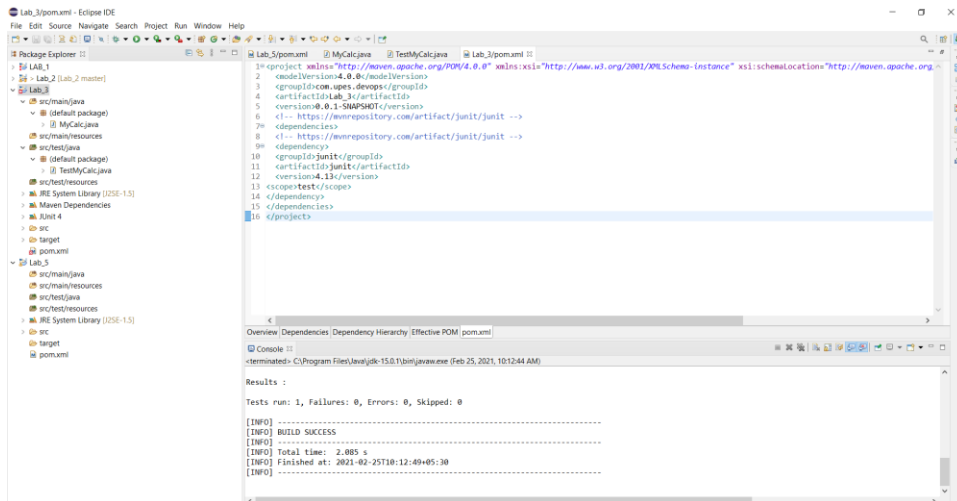 Lab_3/pom.xml - Eclipse IDE
File Edit Source Navigate Search Project Run Window Help
Package Explorer
LAB_1
> Lab_2 [Lab_2 master]
Lab_3
src/main/java
(default package)
MyCalc.java
src/main/resources
src/test/java
(default package)
TestMyCalc.java
src/test/resources
JRE System Library [J2SE-1.5]
Maven Dependencies
JUnit 4
src
target
pom.xml
Lab_5
src/main/java
src/main/resources
src/test/java
src/test/resources
JRE System Library [J2SE-1.5]
src
target
pom.xml
Lab_5/pom.xml MyCalc.java TestMyCalc.java Lab_3/pom.xml
1 <project xmlns="http://maven.apache.org/POM/4.0.0" xmlns:xsi="http://www.w3.org/2001/XMLSchema-instance" xsi:schemaLocation="http://maven.apache.org
2 <modelVersion>4.0.0</modelVersion>
3 <groupId>com.upes.devops</groupId>
4 <artifactId>Lab_3</artifactId>
5 <version>0.0.1-SNAPSHOT</version>
6 <!-- https://mvnrepository.com/artifact/junit/junit -->
7 <dependencies>
8 <!-- https://mvnrepository.com/artifact/junit/junit -->
9 <dependency>
10 <groupId>junit</groupId>
11 <artifactId>junit</artifactId>
12 <version>4.13</version>
13 <scope>test</scope>
14 </dependency>
15 </dependencies>
16 </project>
Overview Dependencies Dependency Hierarchy Effective POM pom.xml
Console
<terminated> C:\Program Files\Java\jdk-15.0.1\bin\javaw.exe (Feb 25, 2021, 10:12:44 AM)
Results :
Tests run: 1, Failures: 0, Errors: 0, Skipped: 0
[INFO] ------------------------------------------------------------------------
[INFO] BUILD SUCCESS
[INFO] ------------------------------------------------------------------------
[INFO] Total time: 2.085 s
[INFO] Finished at: 2021-02-25T10:12:49+05:30
[INFO] ------------------------------------------------------------------------